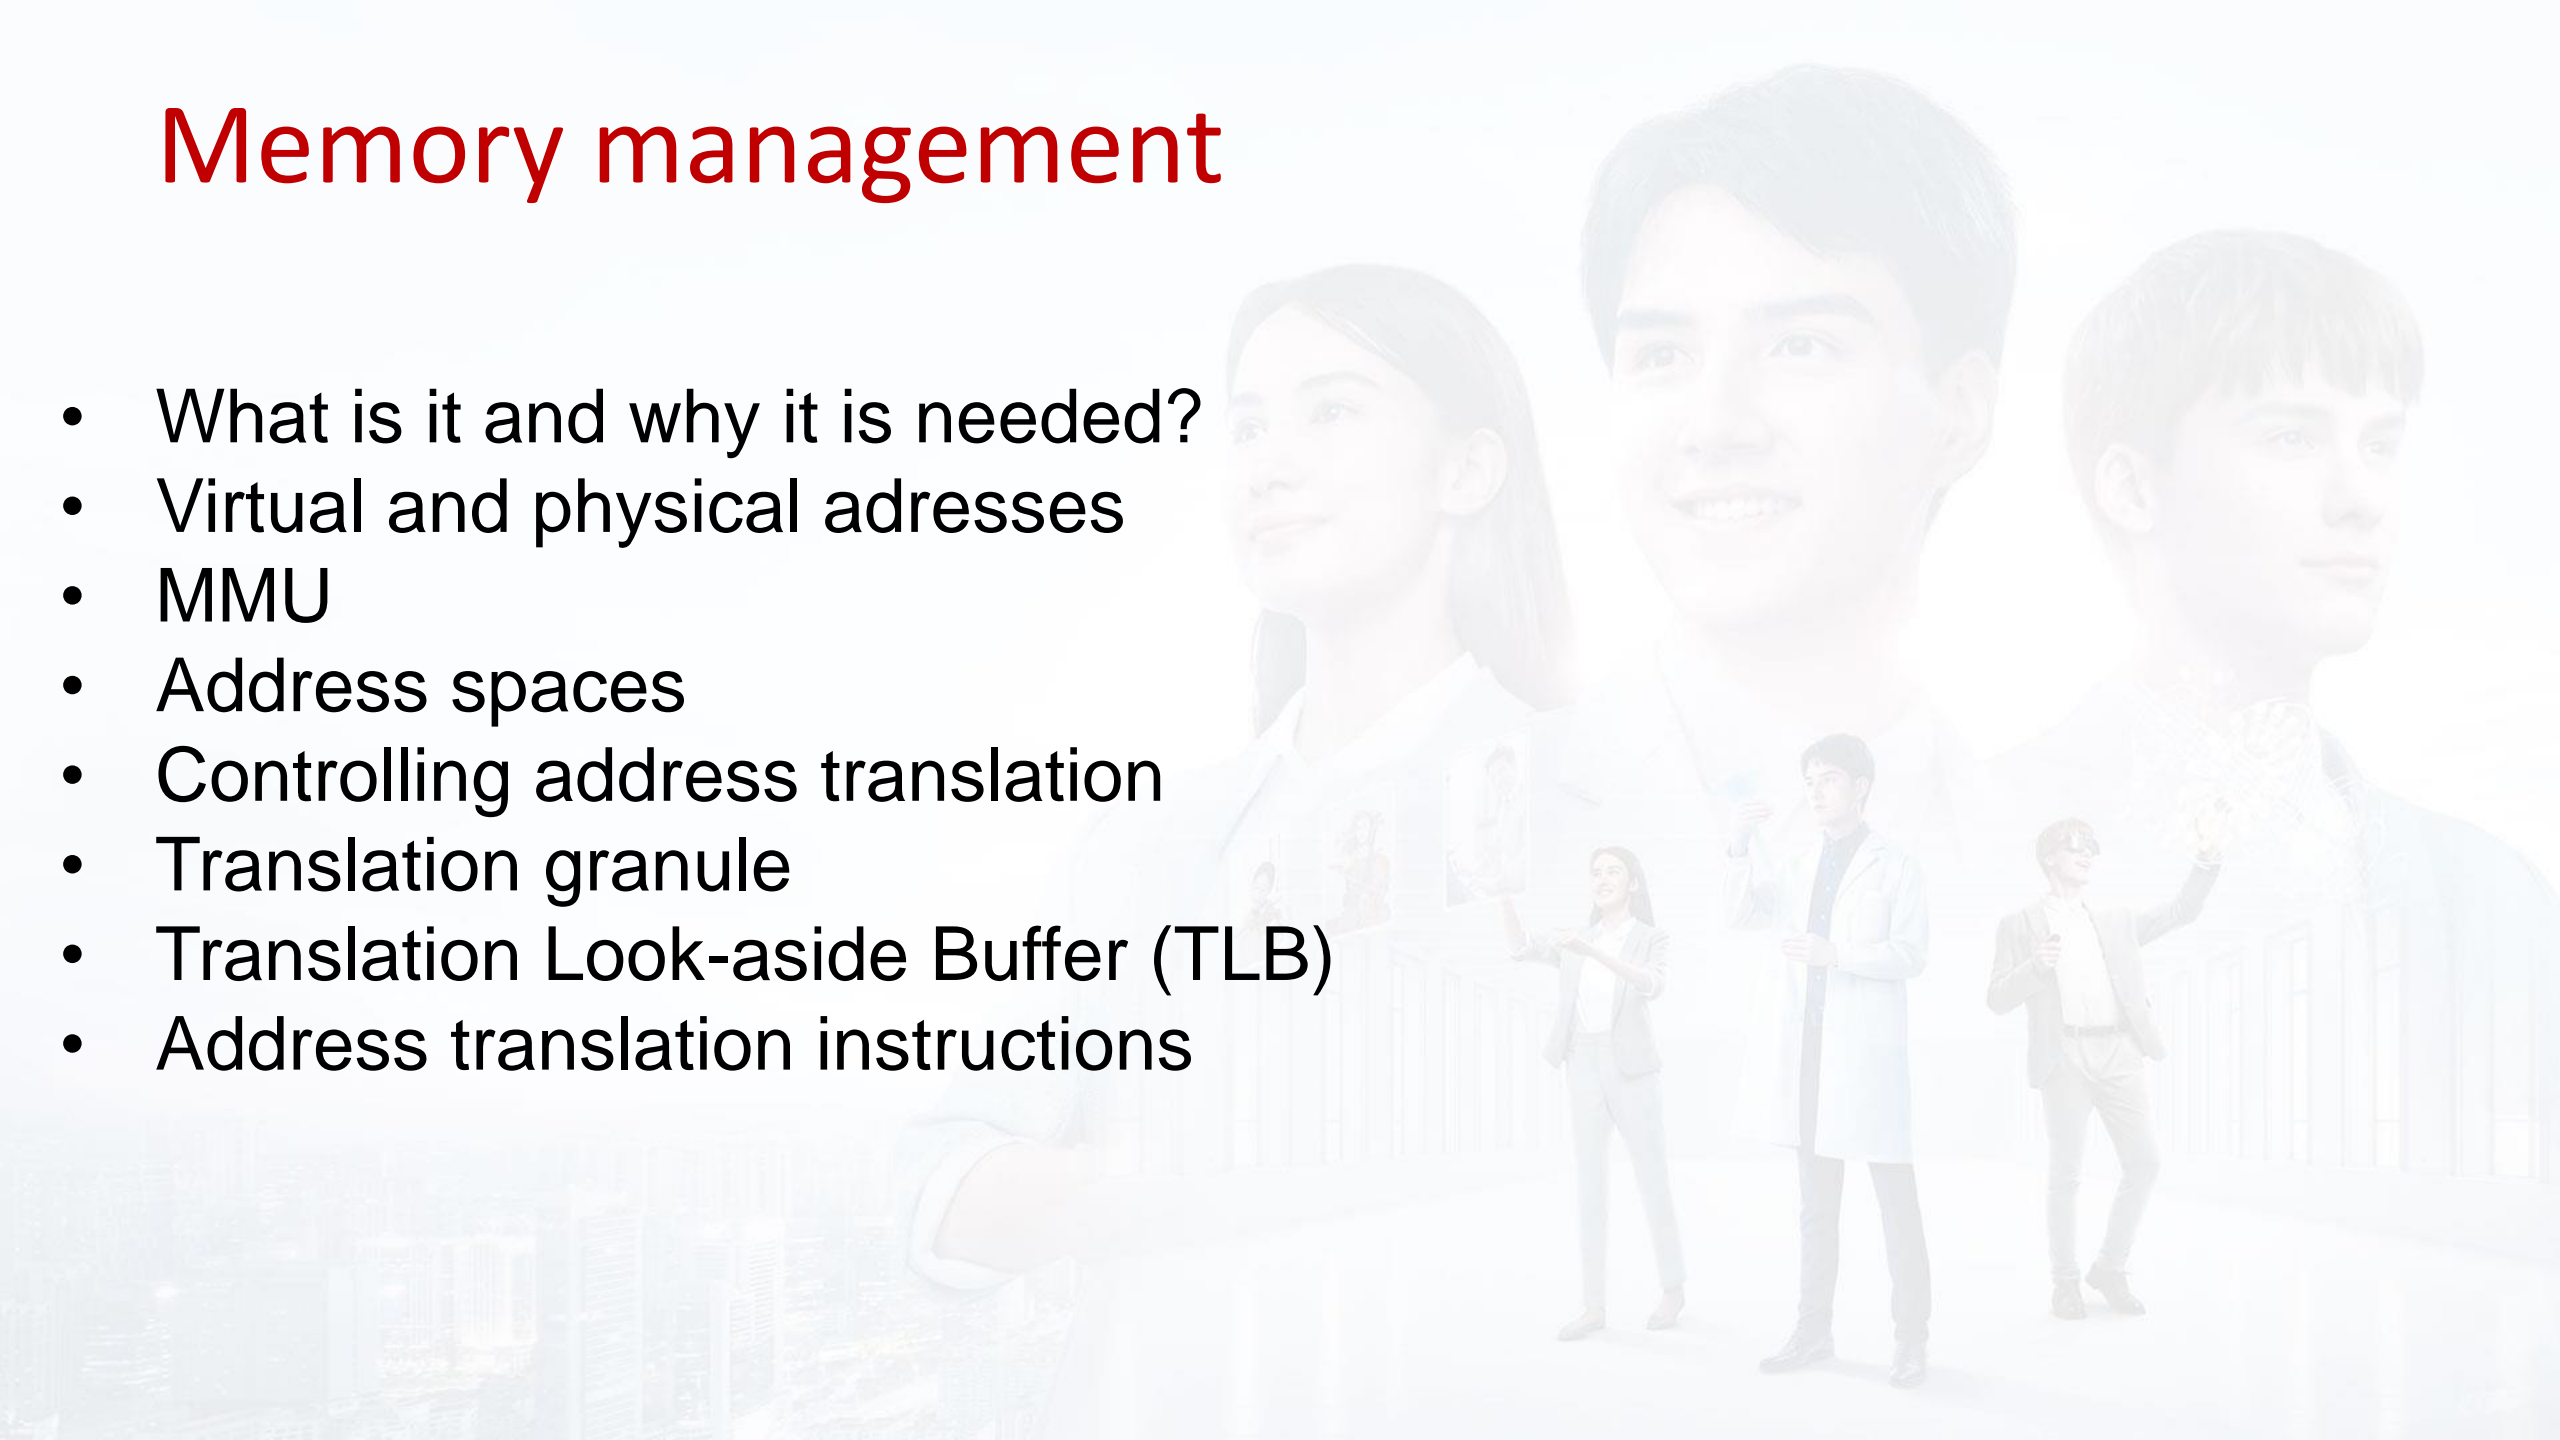 Memory management
• What is it and why it is needed?
• Virtual and physical adresses
• MMU
• Address spaces
• Controlling address translation
• Translation granule
• Translation Look-aside Buffer (TLB)
• Address translation instructions